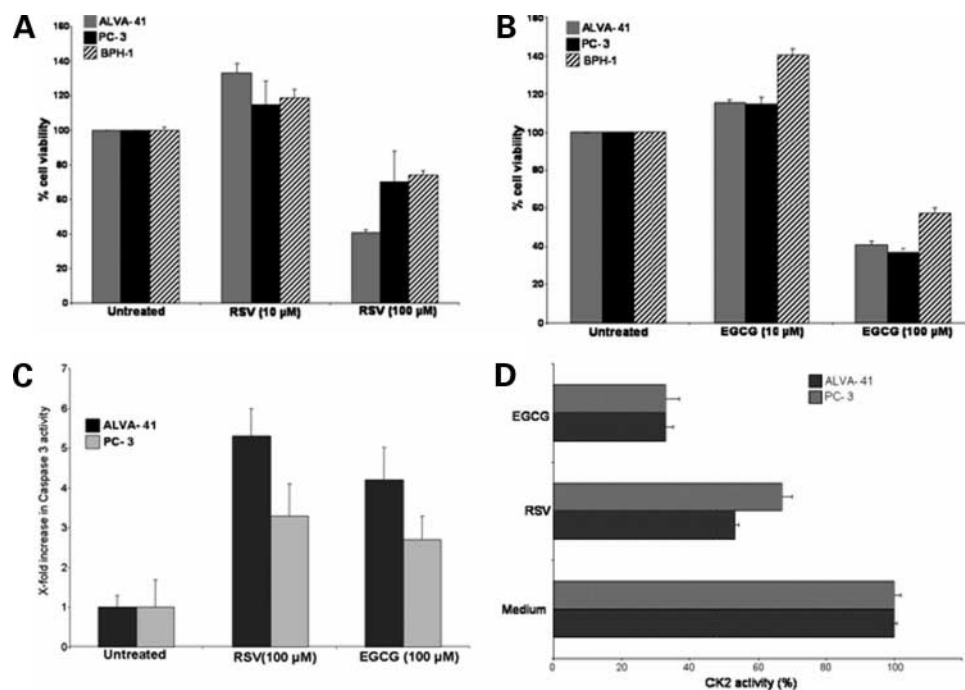 A
ALVA- 41
PC- 3
BPH-1
% cell viability
160
140
120
100
80
60
40
20
0
Untreated
RSV (10 µM)
RSV (100 µM)
B
ALVA- 41
PC- 3
BPH-1
% cell viability
160
140
120
100
80
60
40
20
0
Untreated
EGCG (10 µM)
EGCG (100 µM)
C
ALVA- 41
PC- 3
X-fold increase in Caspase 3 activity
7
6
5
4
3
2
1
0
Untreated
RSV(100 µM)
EGCG (100 µM)
D
ALVA- 41
PC- 3
EGCG
RSV
Medium
0
20
40
60
80
100
CK2 activity (%)